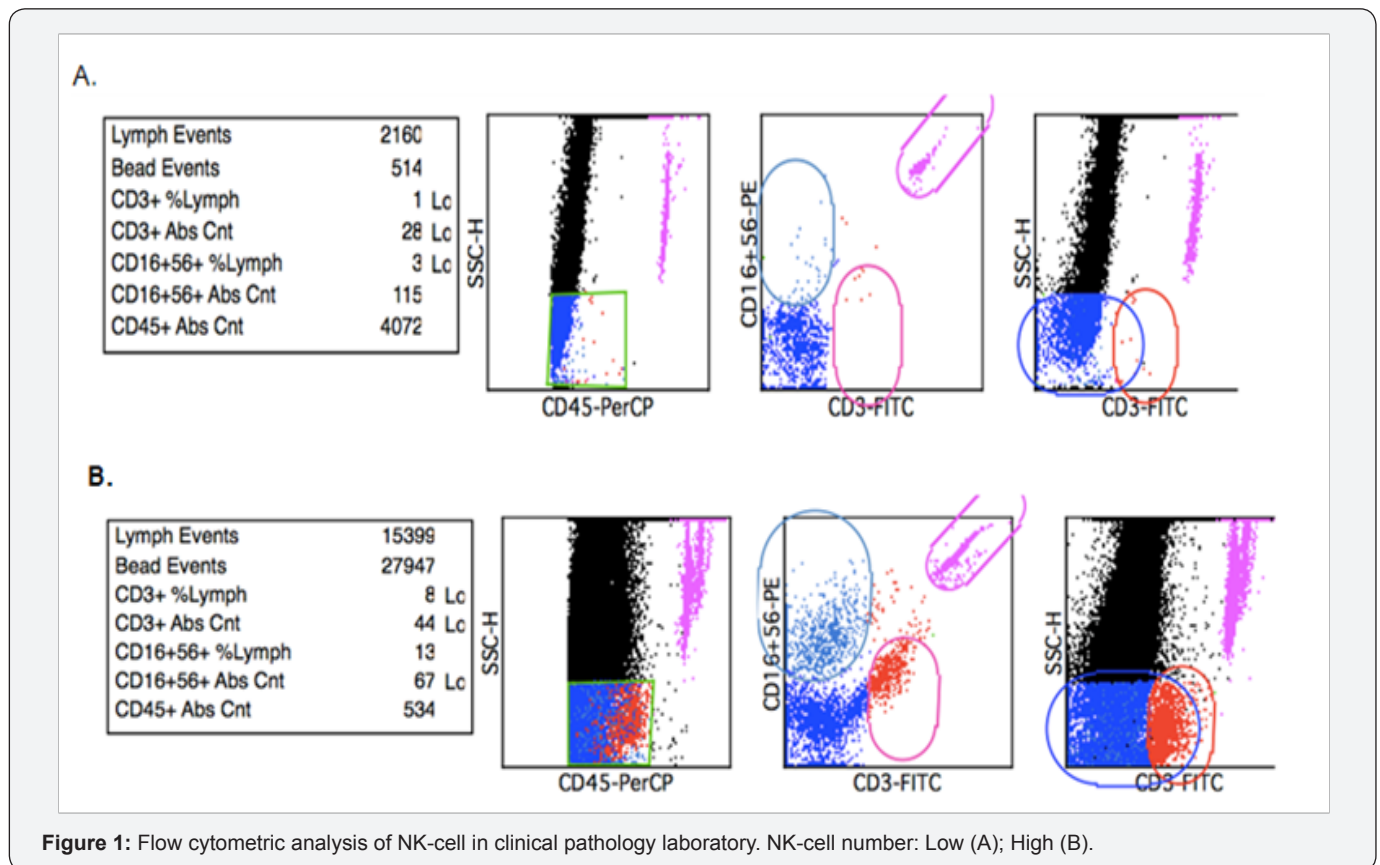 A.
Lymph Events 2160
Bead Events 514
CD3+ %Lymph 1 Lo
CD3+ Abs Cnt 28 Lo
CD16+56+ %Lymph 3 Lo
CD16+56+ Abs Cnt 115
CD45+ Abs Cnt 4072
SSC-H
CD45-PerCP
CD16+56-PE
CD3-FITC
SSC-H
CD3-FITC
B.
Lymph Events 15399
Bead Events 27947
CD3+ %Lymph 8 Lo
CD3+ Abs Cnt 44 Lo
CD16+56+ %Lymph 13
CD16+56+ Abs Cnt 67 Lo
CD45+ Abs Cnt 534
SSC-H
CD45-PerCP
CD16+56-PE
CD3-FITC
SSC-H
CD3-FITC
Figure 1: Flow cytometric analysis of NK-cell in clinical pathology laboratory. NK-cell number: Low (A); High (B).